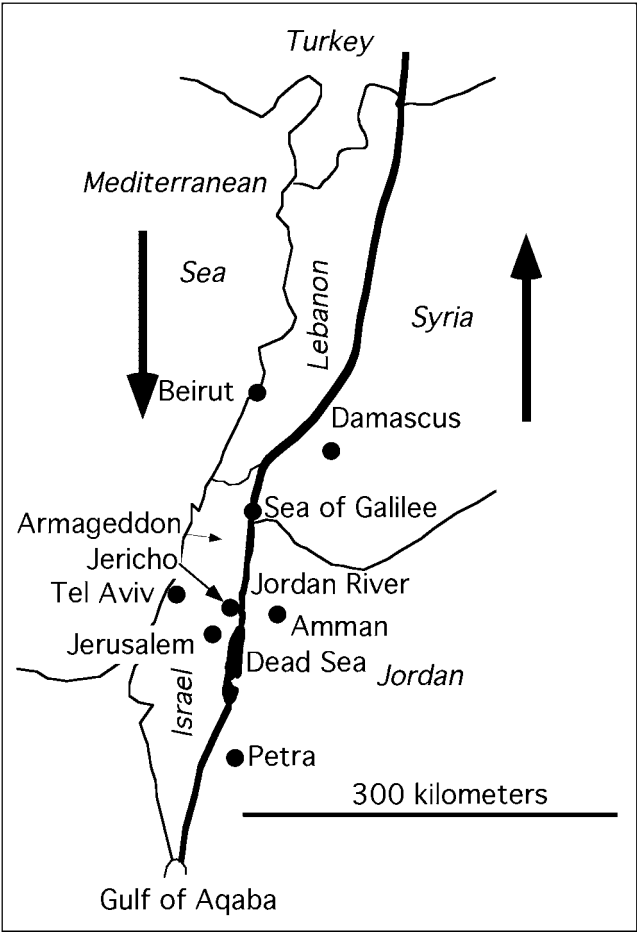 Turkey
Mediterranean
Sea
Lebanon
Syria
Beirut
Damascus
Sea of Galilee
Armageddon
Jericho
Jordan River
Tel Aviv
Amman
Jerusalem
Dead Sea
Jordan
Israel
Petra
300 kilometers
Gulf of Aqaba